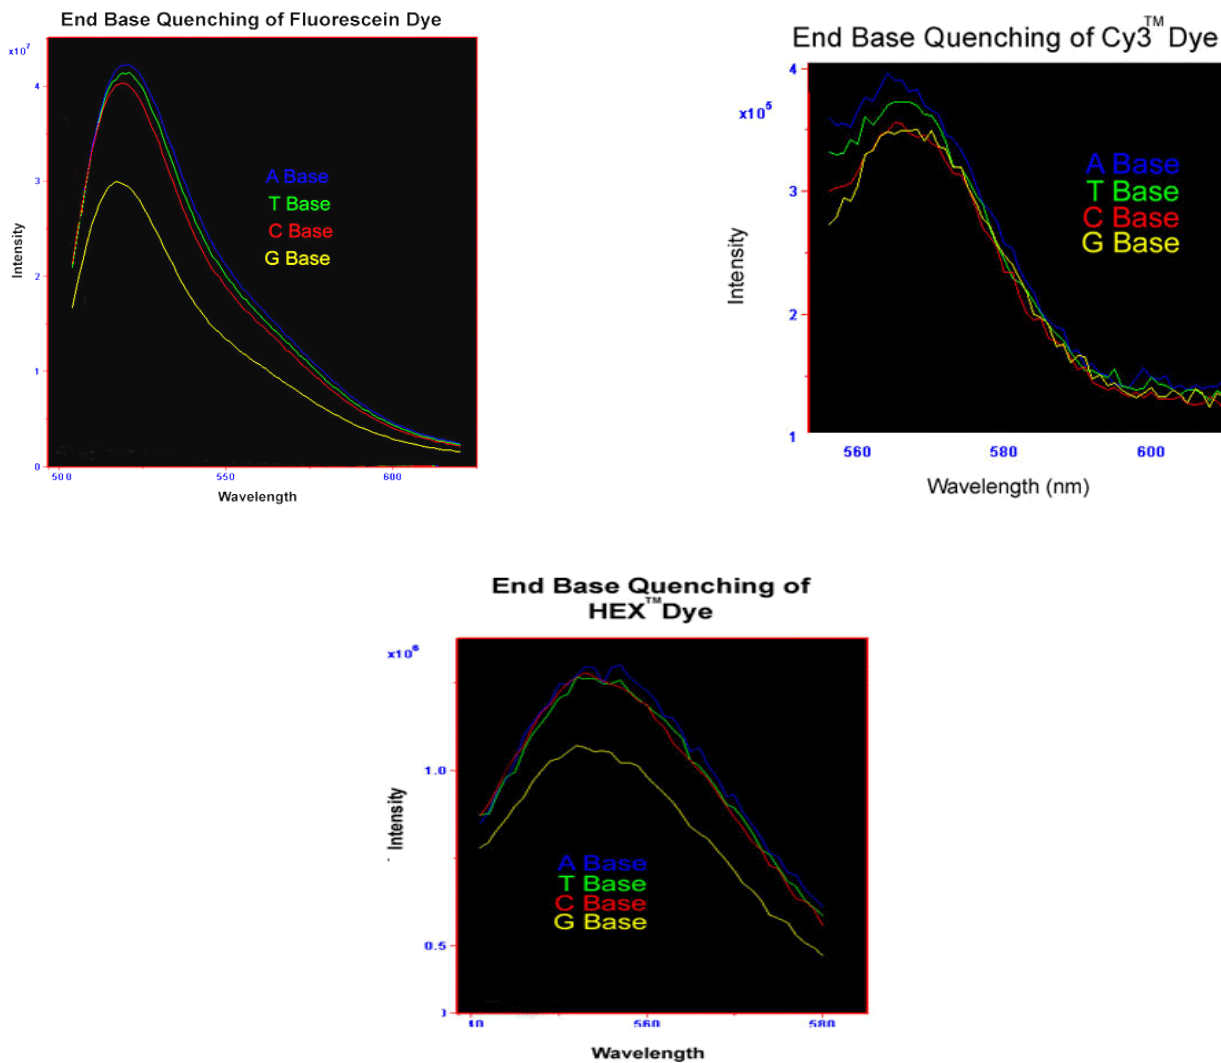 End Base Quenching of Fluorescein Dye
x10⁷
4
3
2
1
0
Intensity
A Base
T Base
C Base
G Base
500
550
600
Wavelength
End Base Quenching of Cy3™ Dye
x10⁵
4
3
2
1
Intensity
A Base
T Base
C Base
G Base
560
580
600
Wavelength (nm)
End Base Quenching of
HEX™ Dye
x10⁶
1.0
0.5
Intensity
A Base
T Base
C Base
G Base
560
580
Wavelength